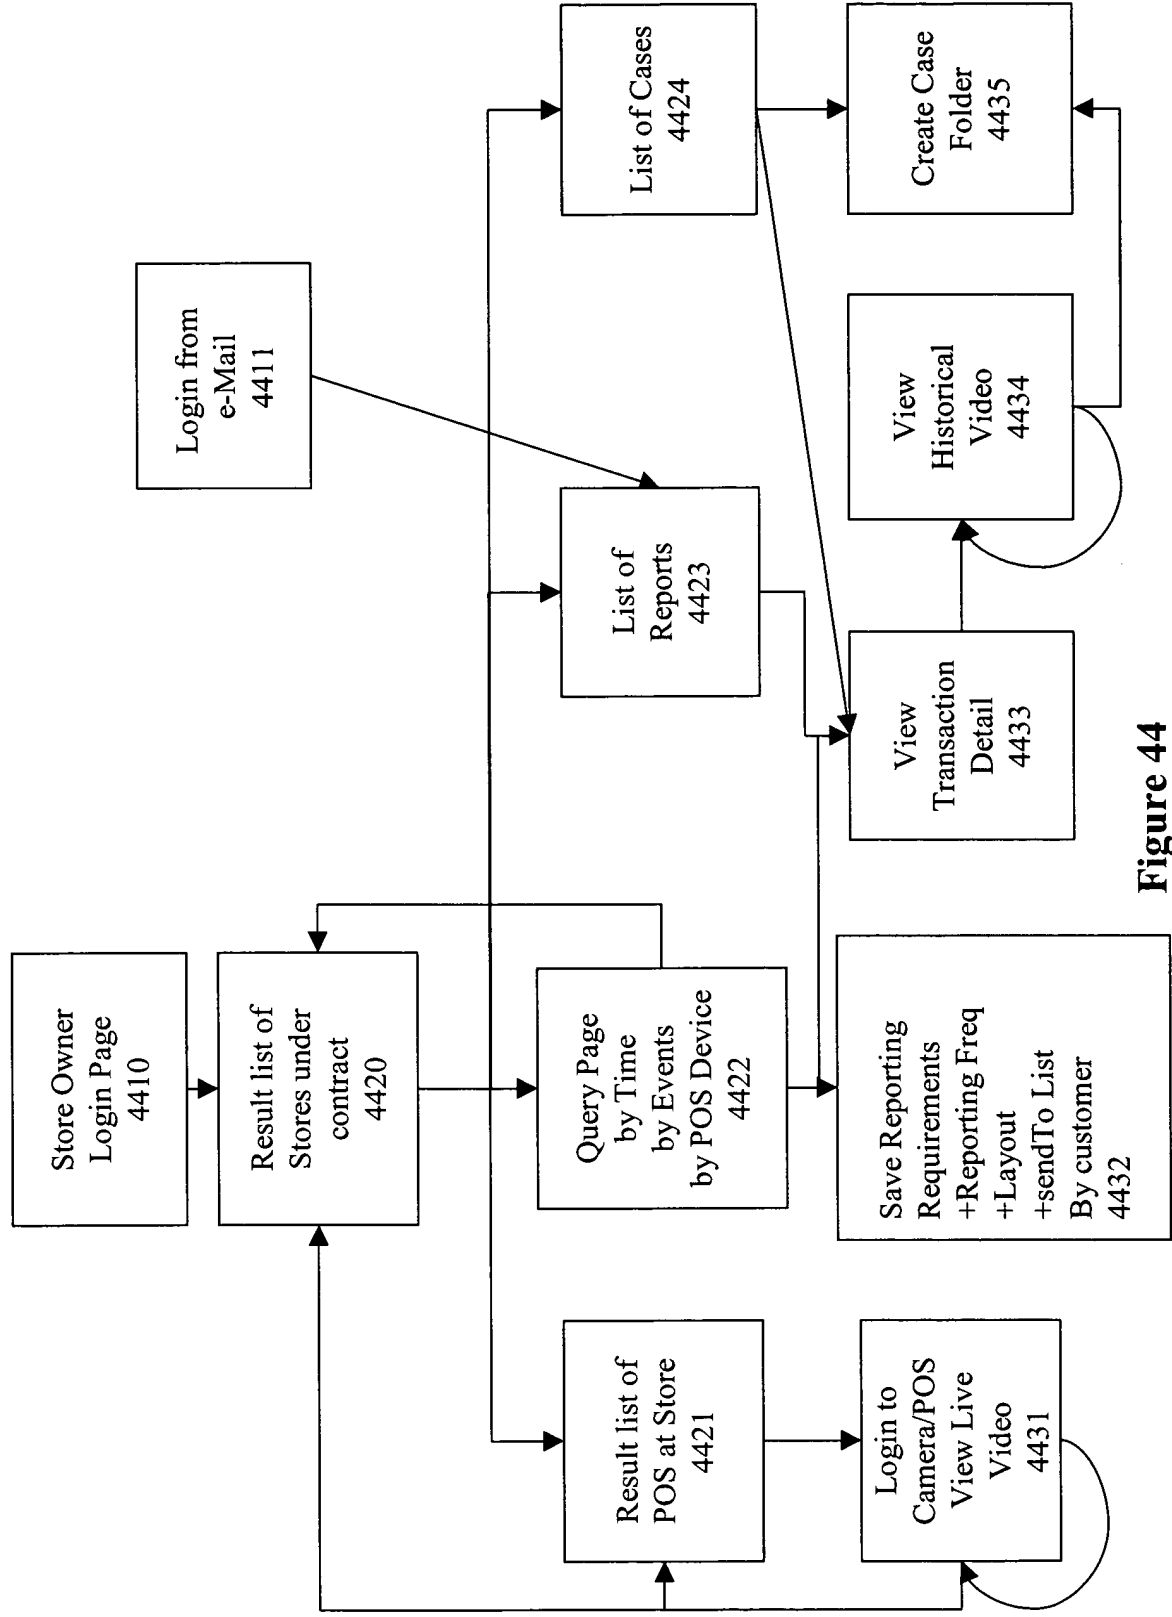 Store Owner
Login Page
4410
Login from
e-Mail
4411
Result list of
Stores under
contract
4420
Result list of
POS at Store
4421
Query Page
by Time
by Events
by POS Device
4422
List of
Reports
4423
List of Cases
4424
Login to
Camera/POS
View Live
Video
4431
Save Reporting
Requirements
+Reporting Freq
+Layout
+sendTo List
By customer
4432
View
Transaction
Detail
4433
View
Historical
Video
4434
Create Case
Folder
4435
Figure 44